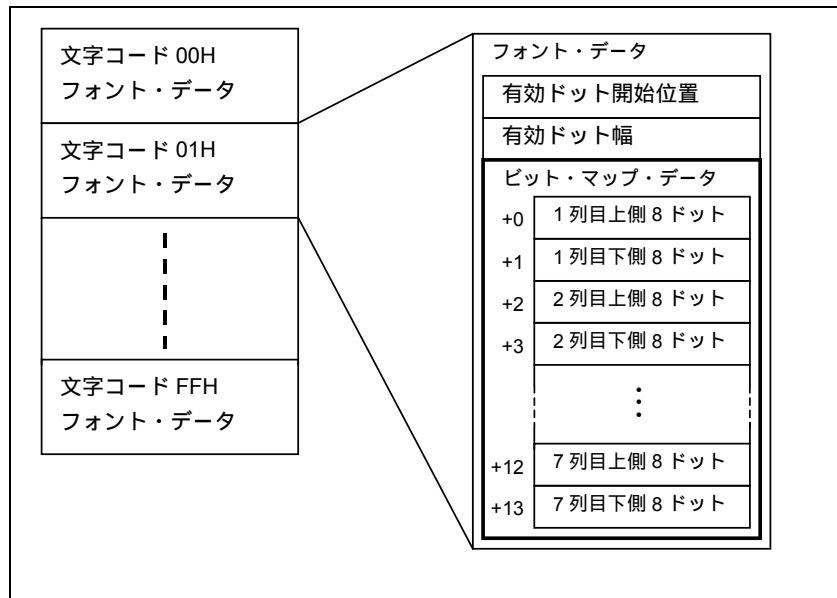 文字コード 00H
フォント・データ
文字コード 01H
フォント・データ
文字コード FFH
フォント・データ
フォント・データ
有効ドット開始位置
有効ドット幅
ビット・マップ・データ
+0 1列目上側8ドット
+1 1列目下側8ドット
+2 2列目上側8ドット
+3 2列目下側8ドット
+12 7列目上側8ドット
+13 7列目下側8ドット